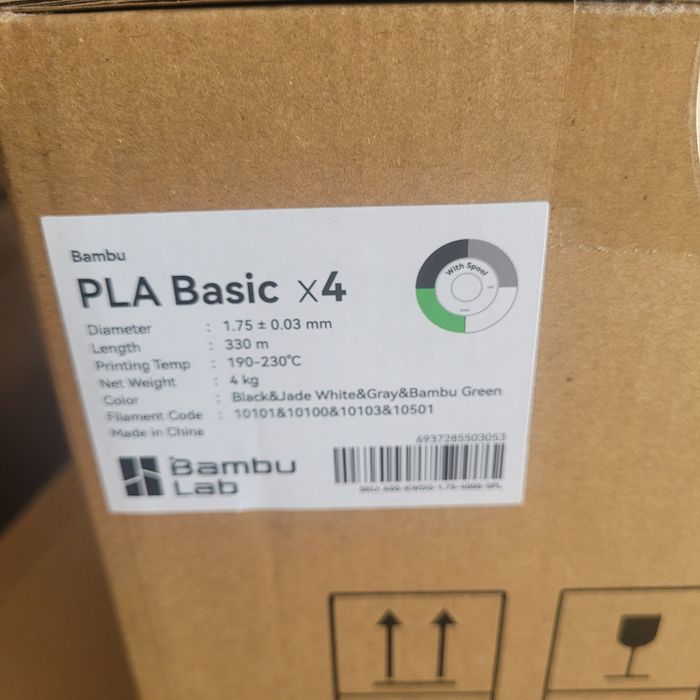 Bambu
PLA Basic x4
With Spool
Diameter : 1.75 ± 0.03 mm
Length : 330 m
Printing Temp : 190-230°C
Net Weight : 4 kg
Color : Black&Jade White&Gray&Bambu Green
Filament Code : 10101&10100&10103&10501
Made in China
Bambu
Lab
6937285503053